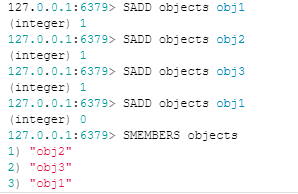 127.0.0.1:6379> SADD objects obj1
(integer) 1
127.0.0.1:6379> SADD objects obj2
(integer) 1
127.0.0.1:6379> SADD objects obj3
(integer) 1
127.0.0.1:6379> SADD objects obj1
(integer) 0
127.0.0.1:6379> SMEMBERS objects
1) "obj2"
2) "obj3"
3) "obj1"